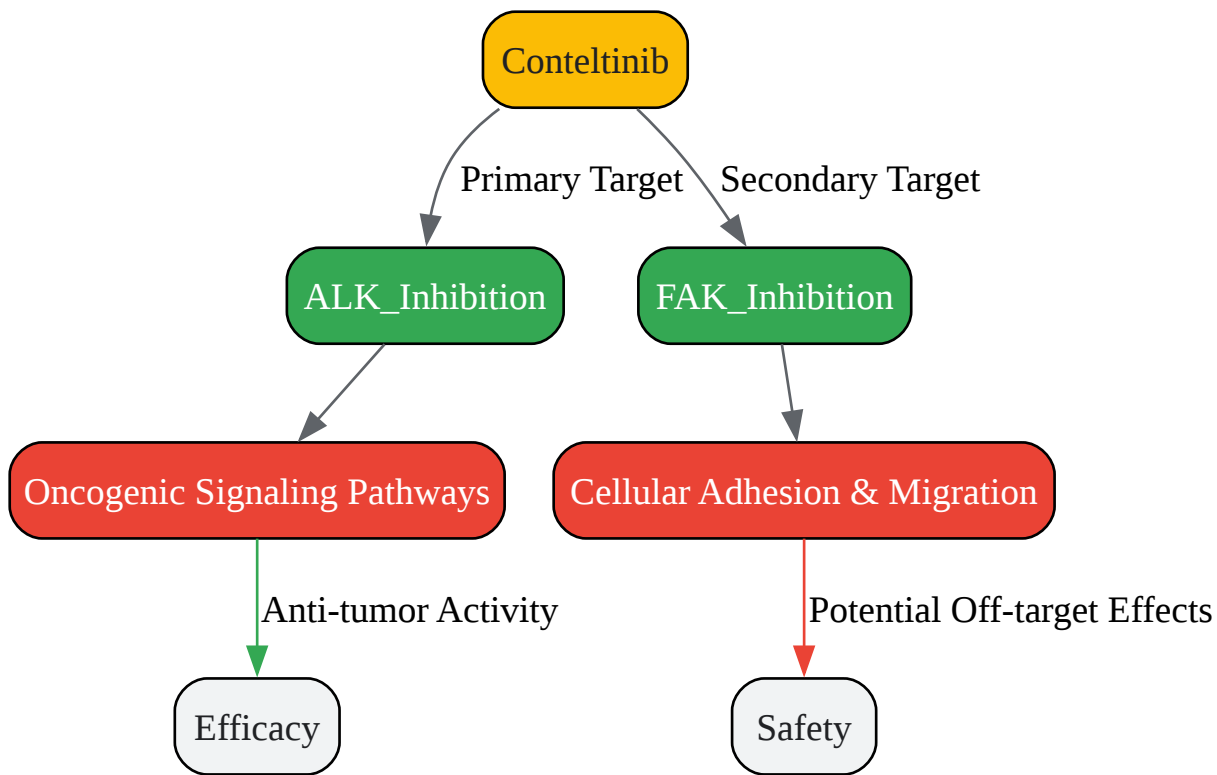 Conteltinib
Primary Target
Secondary Target
ALK_Inhibition
FAK_Inhibition
Oncogenic Signaling Pathways
Cellular Adhesion & Migration
Anti-tumor Activity
Potential Off-target Effects
Efficacy
Safety